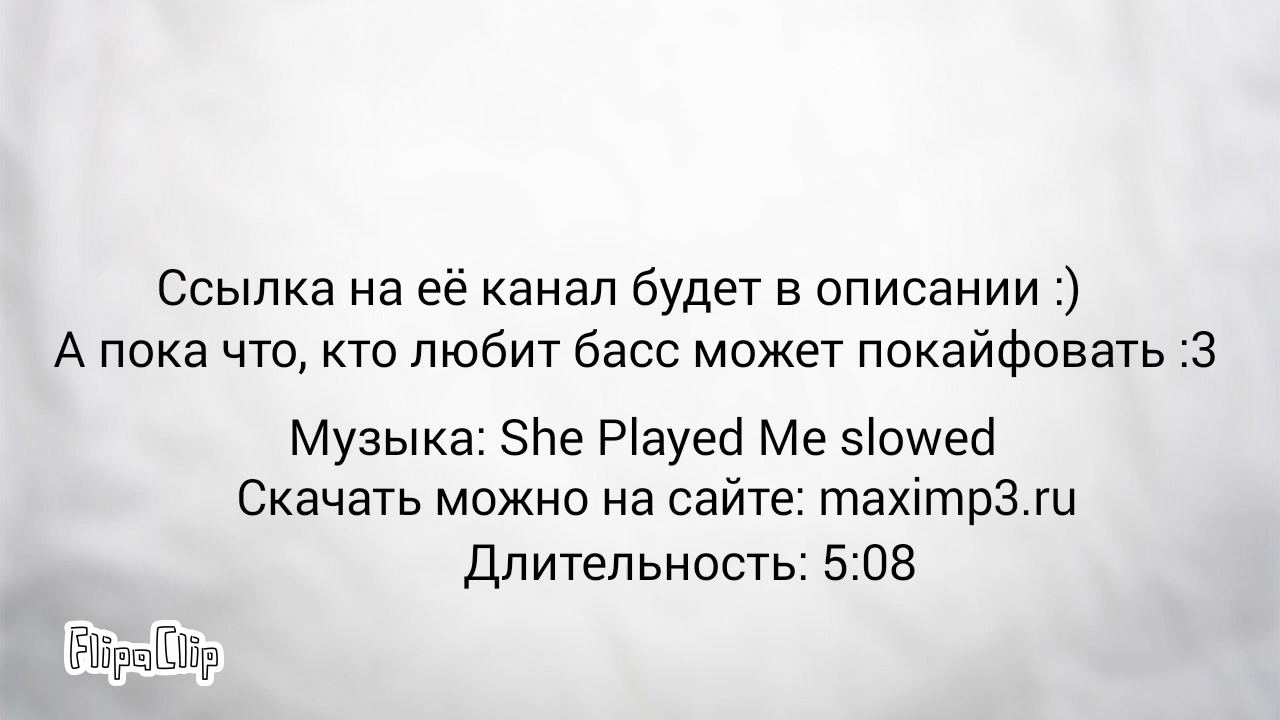 Ссылка на её канал будет в описании :)
А пока что, кто любит басс может покайфовать :3
Музыка: She Played Me slowed
Скачать можно на сайте: maximp3.ru
Длительность: 5:08
FlipaClip